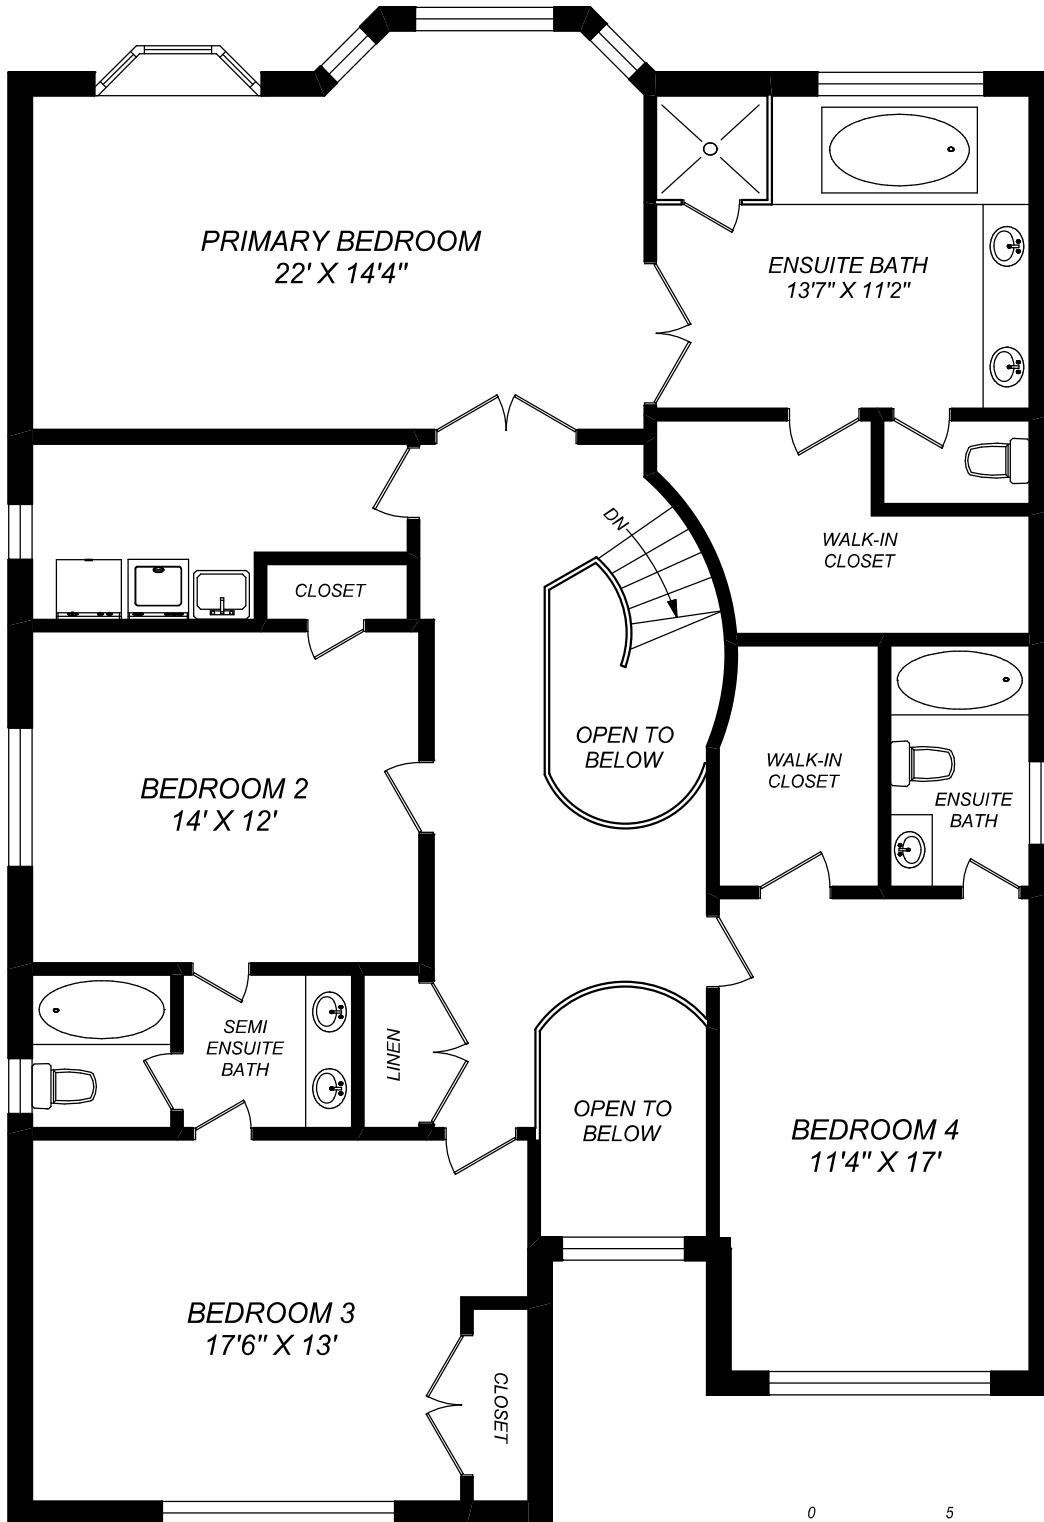 PRIMARY BEDROOM
22' X 14'4"
ENSUITE BATH
13'7" X 11'2"
DN
WALK-IN
CLOSET
CLOSET
OPEN TO
BELOW
WALK-IN
CLOSET
BEDROOM 2
14' X 12'
ENSUITE
BATH
SEMI
ENSUITE
BATH
LINEN
OPEN TO
BELOW
BEDROOM 4
11'4" X 17'
BEDROOM 3
17'6" X 13'
CLOSET
0 5